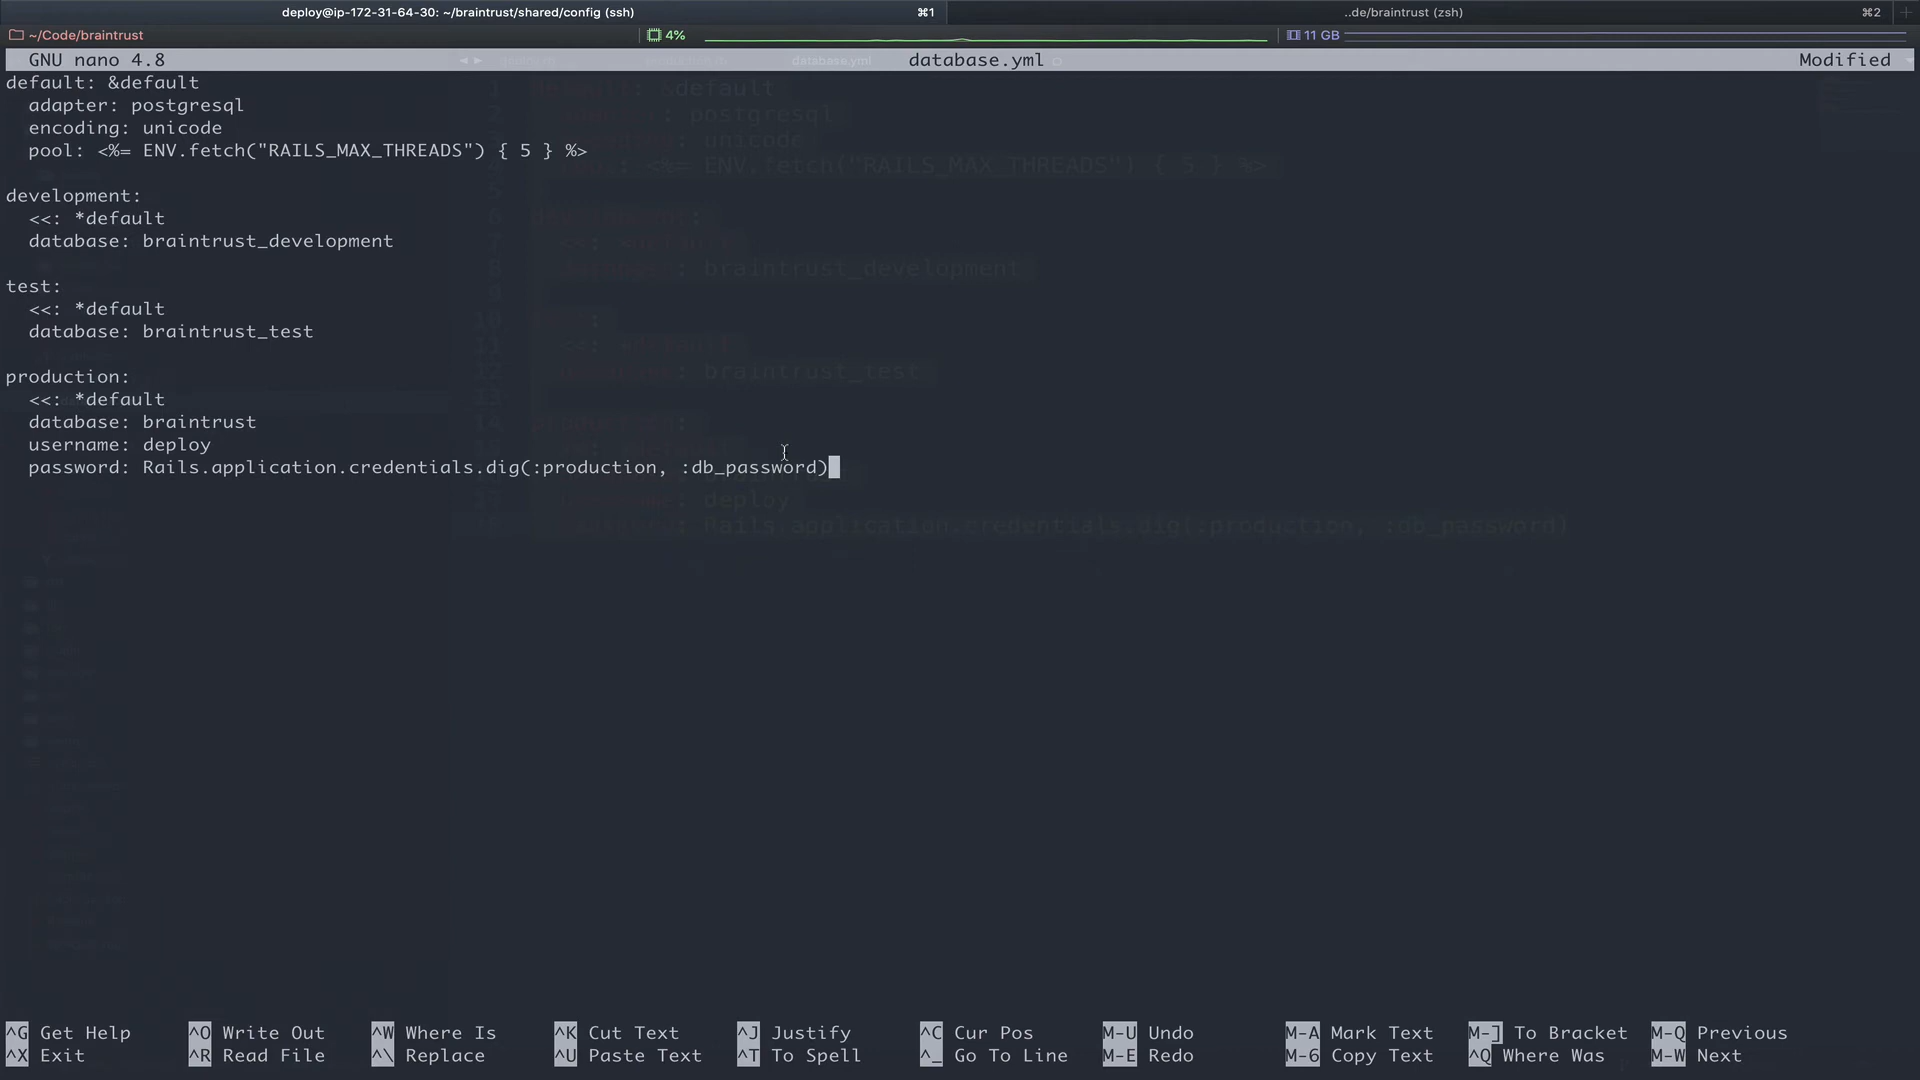 deploy@ip-172-31-64-30: ~/braintrust/shared/config (ssh) ⌘1 ..de/braintrust (zsh) ⌘2
~/Code/braintrust 4% 11 GB
GNU nano 4.8 database.yml Modified
default: &default
  adapter: postgresql
  encoding: unicode
  pool: <%= ENV.fetch("RAILS_MAX_THREADS") { 5 } %>
development:
  <<: *default
  database: braintrust_development
test:
  <<: *default
  database: braintrust_test
production:
  <<: *default
  database: braintrust
  username: deploy
  password: Rails.application.credentials.dig(:production, :db_password)
^G Get Help ^O Write Out ^W Where Is ^K Cut Text ^J Justify ^C Cur Pos M-U Undo M-A Mark Text M-] To Bracket M-Q Previous
^X Exit ^R Read File ^\ Replace ^U Paste Text ^T To Spell ^_ Go To Line M-E Redo M-6 Copy Text ^Q Where Was M-W Next